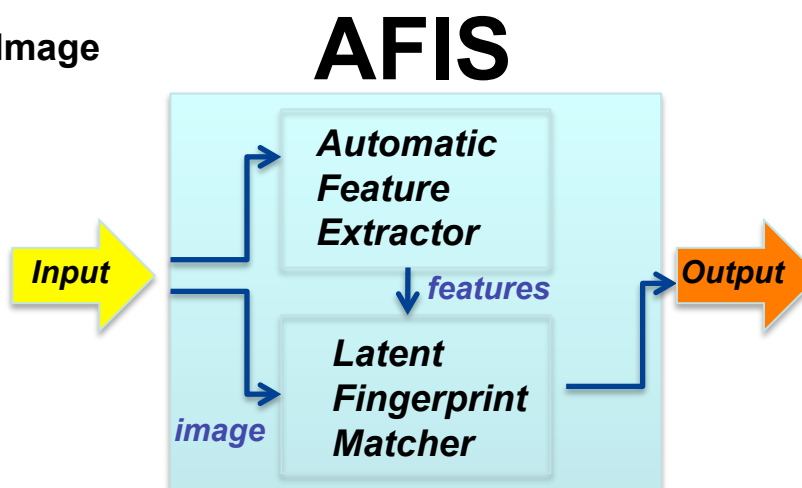 Image
AFIS
Automatic
Feature
Extractor
Input
features
Output
Latent
Fingerprint
Matcher
image